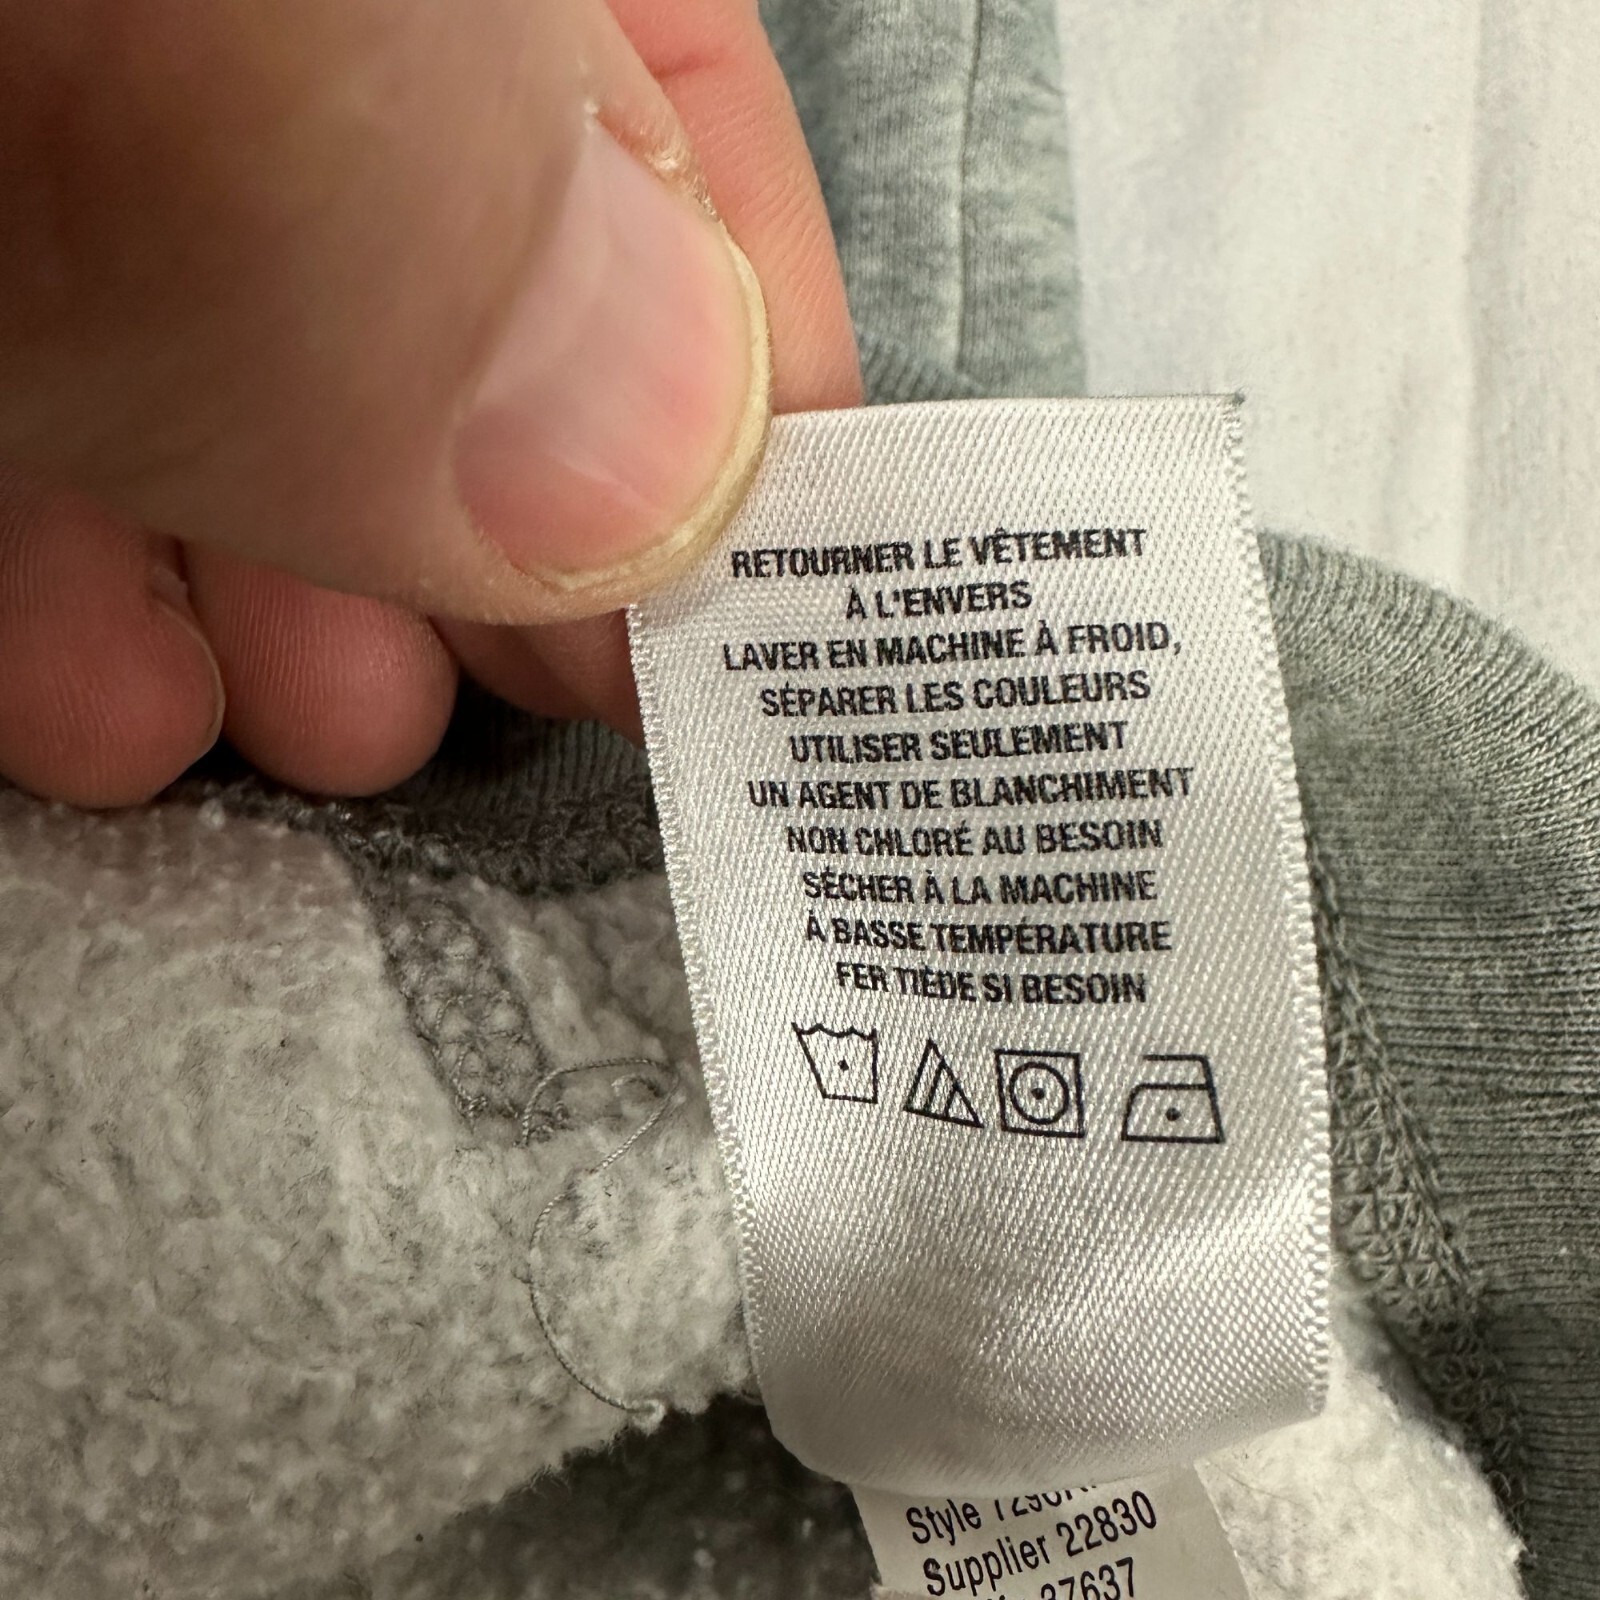 RETOURNER LE VÊTEMENT
À L'ENVERS
LAVER EN MACHINE À FROID,
SÉPARER LES COULEURS
UTILISER SEULEMENT
UN AGENT DE BLANCHIMENT
NON CHLORÉ AU BESOIN
SÉCHER À LA MACHINE
À BASSE TEMPÉRATURE
FER TIÈDE SI BESOIN
Style
Supplier 22830
37637